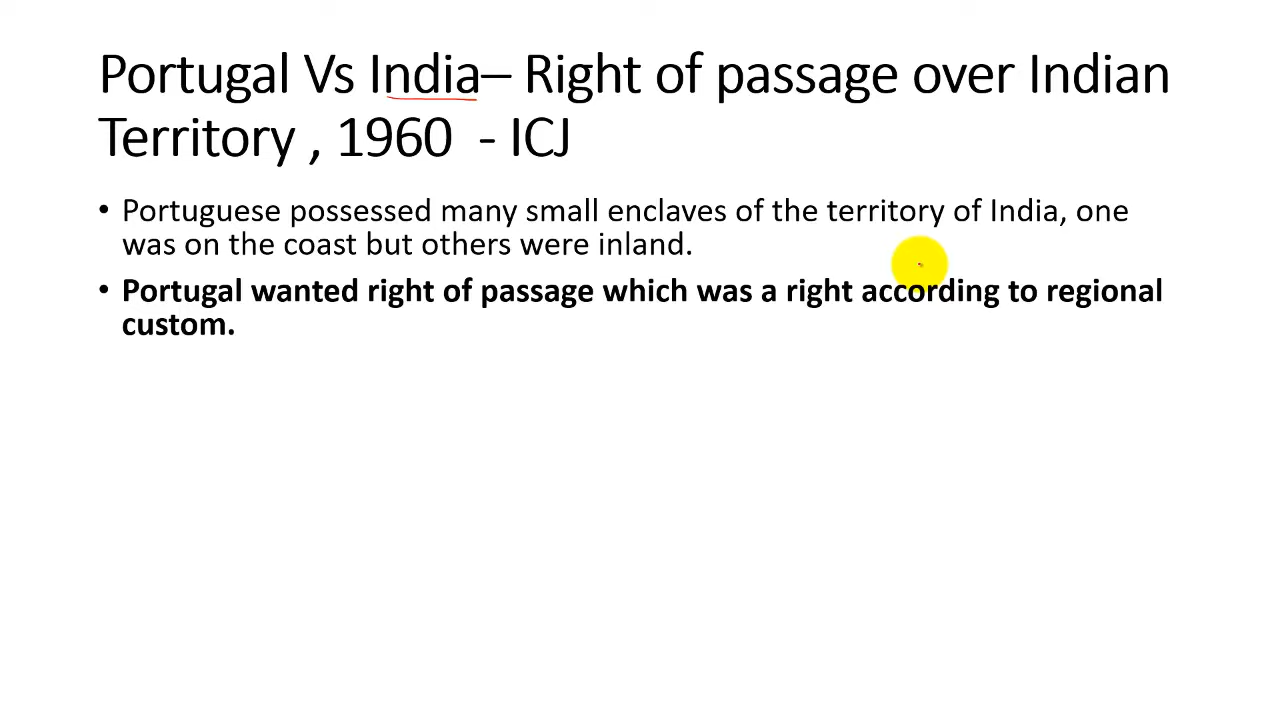 Portugal Vs India– Right of passage over Indian
Territory , 1960  - ICJ
• Portuguese possessed many small enclaves of the territory of India, one
was on the coast but others were inland.
• Portugal wanted right of passage which was a right according to regional
custom.